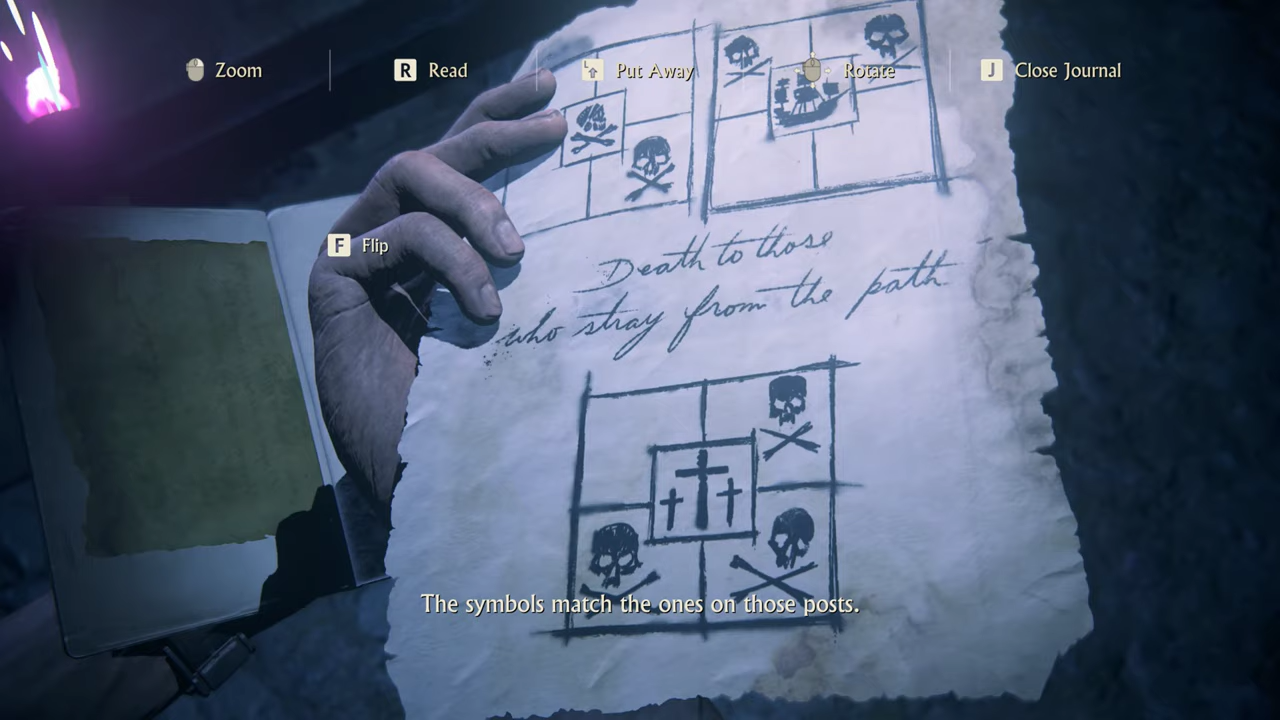 Zoom
R Read
Put Away
Rotate
J Close Journal
F Flip
Death to those
who stray from the path
The symbols match the ones on those posts.